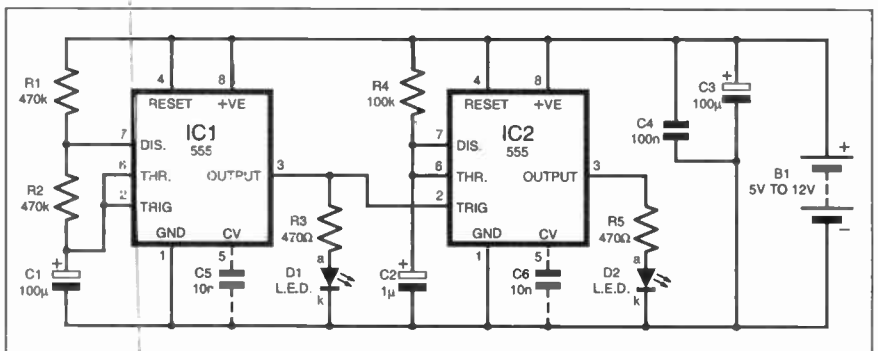 R1
470k
R2
470k
C1
100µ
+
4
8
RESET
+VE
IC1
555
7
DIS.
6
THR.
2
TRIG
OUTPUT
3
GND
CV
1
5
C5
10n
R3
470Ω
a
D1
L.E.D.
k
R4
100k
C2
1µ
+
4
8
RESET
+VE
IC2
555
7
DIS.
6
THR.
2
TRIG
OUTPUT
3
GND
CV
1
5
C6
10n
R5
470Ω
a
D2
L.E.D.
k
C4
100n
C3
100µ
+
B1
5V TO 12V
+
−